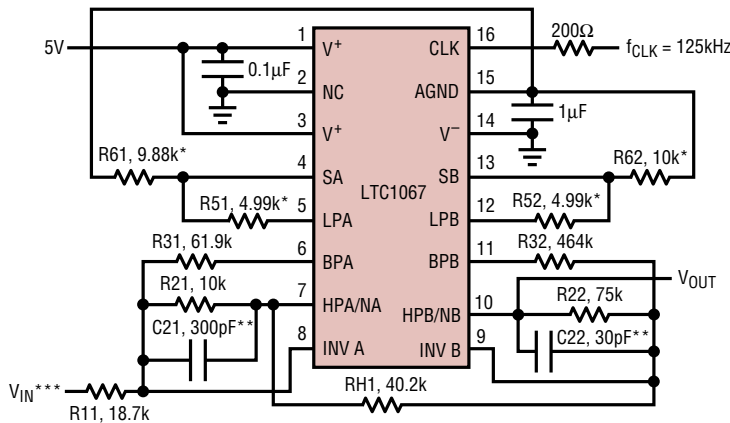 5V
1
V+
0.1µF
2
NC
3
V+
R61, 9.88k*
4
SA
R51, 4.99k*
5
LPA
R31, 61.9k
6
BPA
R21, 10k
7
HPA/NA
C21, 300pF**
8
INV A
VIN***
R11, 18.7k
RH1, 40.2k
LTC1067
16
CLK
200Ω
fCLK = 125kHz
15
AGND
1µF
14
V−
13
SB
R62, 10k*
12
LPB
R52, 4.99k*
11
BPB
R32, 464k
VOUT
10
HPB/NB
R22, 75k
9
INV B
C22, 30pF**